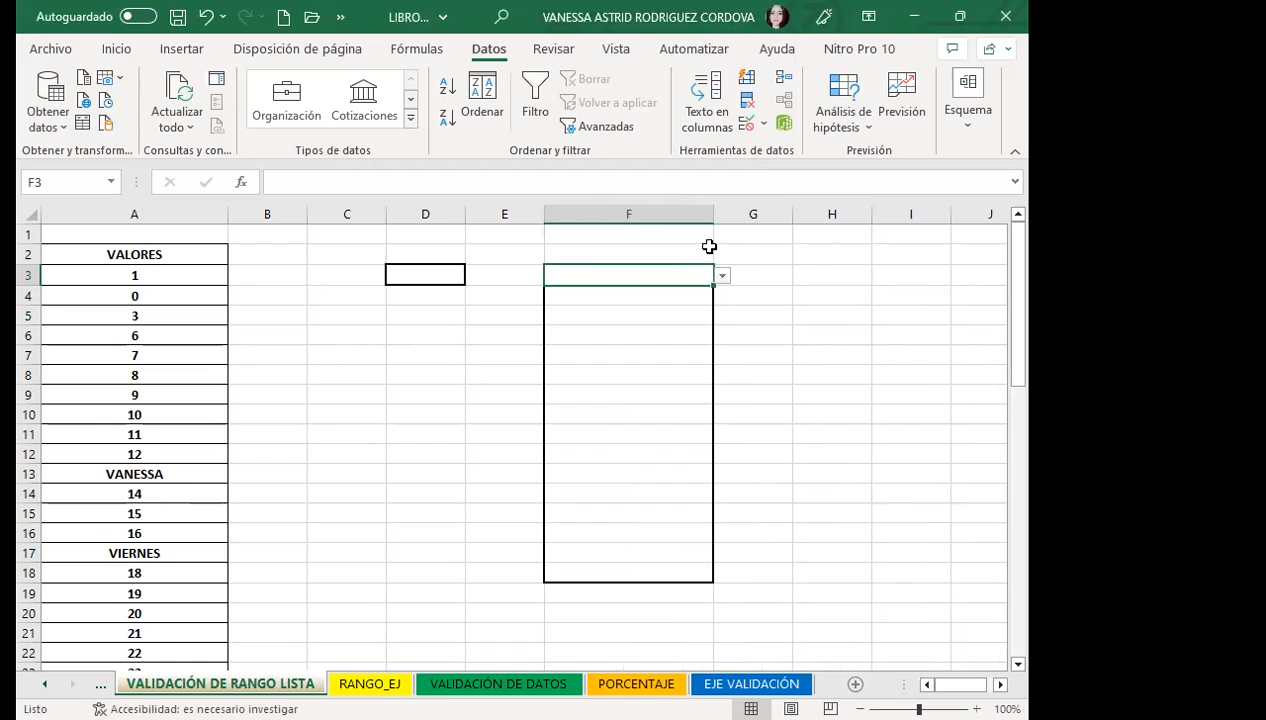 Autoguardado LIBRO... VANESSA ASTRID RODRIGUEZ CORDOVA
Archivo Inicio Insertar Disposición de página Fórmulas Datos Revisar Vista Automatizar Ayuda Nitro Pro 10
Obtener datos
Actualizar todo
Organización Cotizaciones
Ordenar
Filtro
Borrar
Volver a aplicar
Avanzadas
Texto en columnas
Análisis de hipótesis
Previsión
Esquema
Obtener y transform... Consultas y con... Tipos de datos Ordenar y filtrar Herramientas de datos Previsión
F3 fx
A B C D E F G H I J
1
2 VALORES
3 1
4 0
5 3
6 6
7 7
8 8
9 9
10 10
11 11
12 12
13 VANESSA
14 14
15 15
16 16
17 VIERNES
18 18
19 19
20 20
21 21
22 22
... VALIDACIÓN DE RANGO LISTA RANGO_EJ VALIDACIÓN DE DATOS PORCENTAJE EJE VALIDACIÓN
Listo Accesibilidad: es necesario investigar 100%